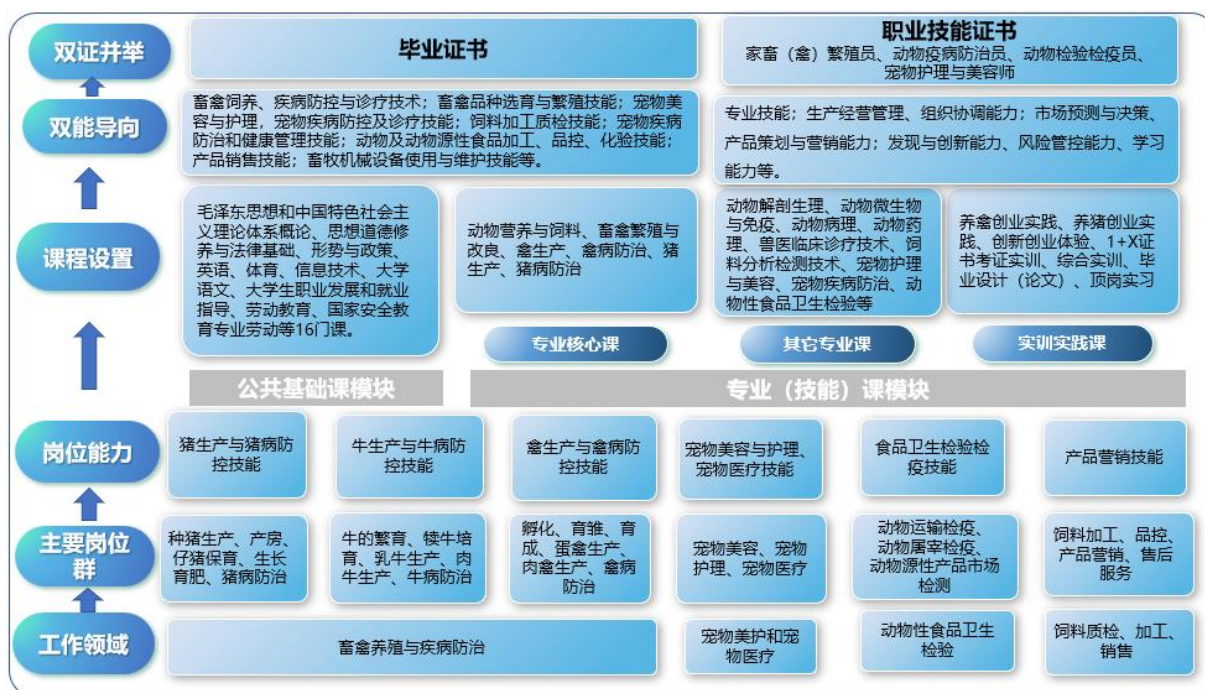 双证并举
毕业证书
职业技能证书
家畜（禽）繁殖员、动物疫病防治员、动物检验检疫员、
宠物护理与美容师
双能导向
畜禽饲养、疾病防控与诊疗技术；畜禽品种选育与繁殖技能；宠物美
容与护理，宠物疾病防控及诊疗技能；饲料加工质检技能；宠物疾病
防治和健康管理技能；动物及动物源性食品加工、品控、化验技能；
产品销售技能；畜牧机械设备使用与维护技能等。
专业技能；生产经营管理、组织协调能力；市场预测与决策、
产品策划与营销能力；发现与创新能力、风险管控能力、学习
能力等。
课程设置
毛泽东思想和中国特色社会主
义理论体系概论、思想道德修
养与法律基础、形势与政策、
英语、体育、信息技术、大学
语文、大学生职业发展和就业
指导、劳动教育、国家安全教
育专业劳动等16门课。
动物营养与饲料、畜禽繁殖与
改良、禽生产、禽病防治、猪
生产、猪病防治
动物解剖生理、动物微生物
与免疫、动物病理、动物药
理、兽医临床诊疗技术、饲
料分析检测技术、宠物护理
与美容、宠物疾病防治、动
物性食品卫生检验等
养禽创业实践、养猪创业实
践、创新创业体验、1+X证
书考证实训、综合实训、毕
业设计（论文）、顶岗实习
专业核心课
其它专业课
实训实践课
公共基础课模块
专业（技能）课模块
岗位能力
猪生产与猪病防
控技能
牛生产与牛病防
控技能
禽生产与禽病防
控技能
宠物美容与护理、
宠物医疗技能
食品卫生检验检
疫技能
产品营销技能
主要岗位
群
种猪生产、产房、
仔猪保育、生长
育肥、猪病防治
牛的繁育、犊牛培
育、乳牛生产、肉
牛生产、牛病防治
孵化、育雏、育
成、蛋禽生产、
肉禽生产、禽病
防治
宠物美容、宠物
护理、宠物医疗
动物运输检疫、
动物屠宰检疫、
动物源性产品市场
检测
饲料加工、品控、
产品营销、售后
服务
工作领域
畜禽养殖与疾病防治
宠物美护和宠
物医疗
动物性食品卫生
检验
饲料质检、加工、
销售